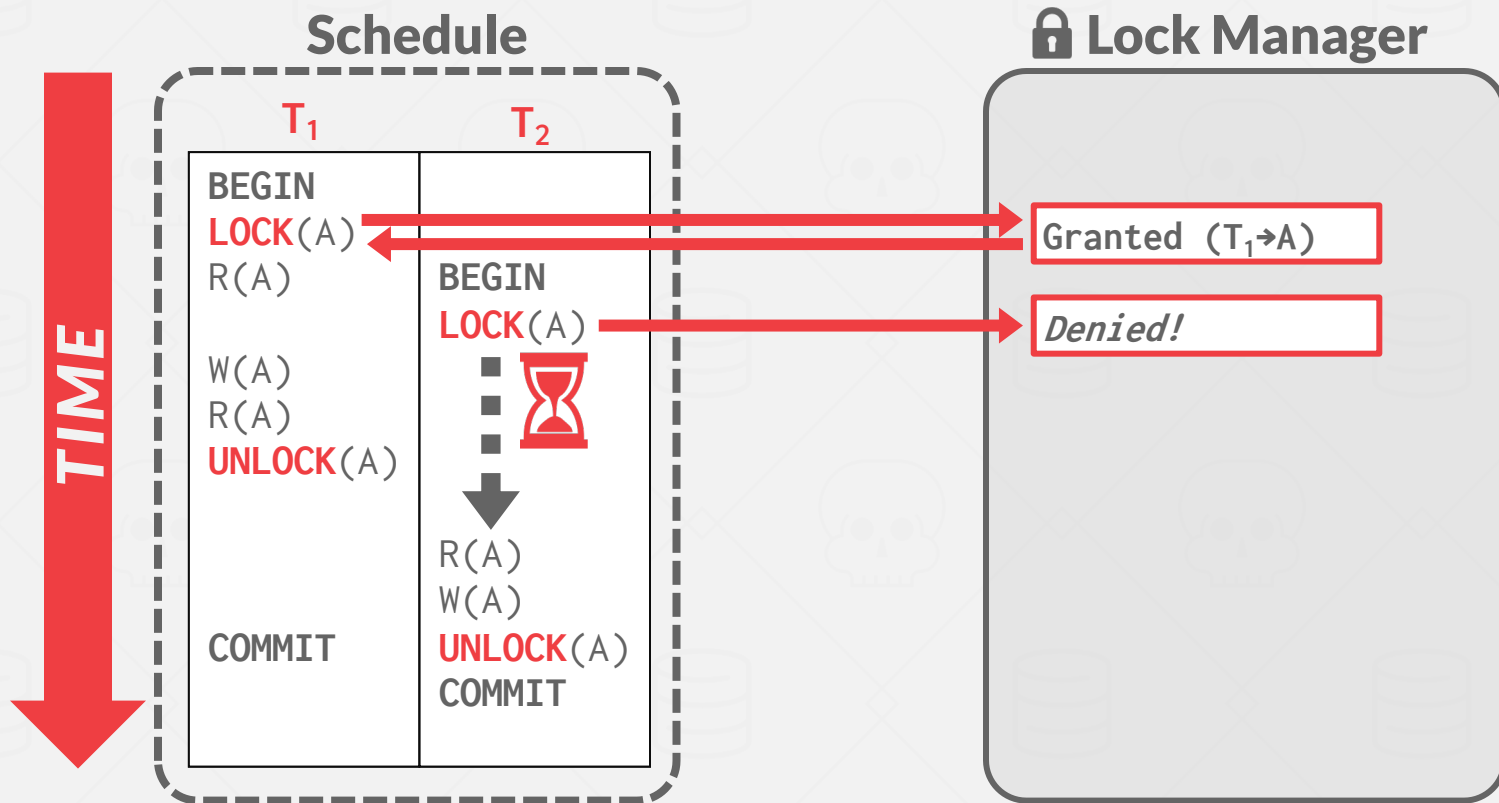 Schedule
Lock Manager
TIME
T₁ T₂
BEGIN
LOCK(A)
Granted (T₁→A)
R(A) BEGIN
LOCK(A)
Denied!
W(A)
R(A)
UNLOCK(A)
R(A)
W(A)
COMMIT UNLOCK(A)
COMMIT